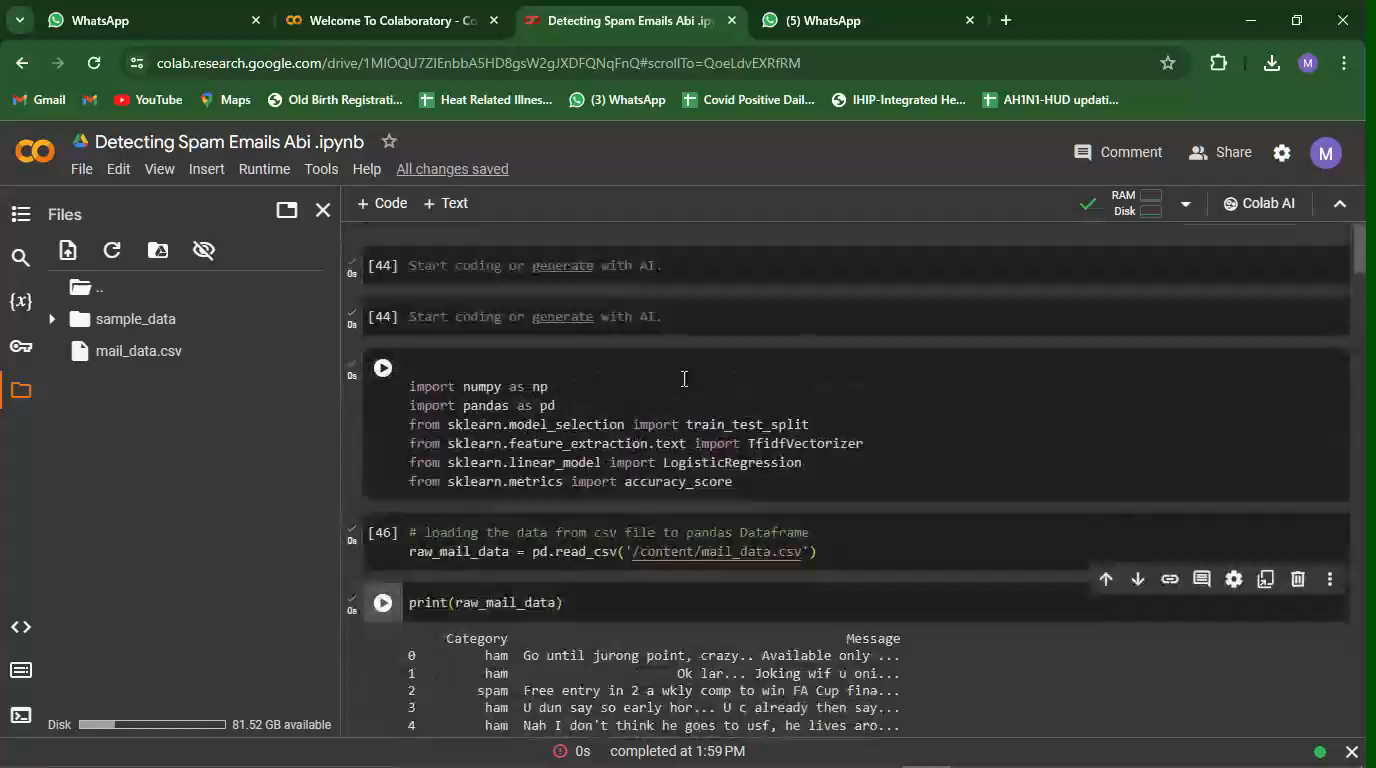 WhatsApp
Welcome To Colaboratory - Co
Detecting Spam Emails Abi .ipy
(5) WhatsApp
colab.research.google.com/drive/1MIOQU7ZIEnbbA5HD8gsW2gJXDFQNqFnQ#scrollTo=QoeLdvEXRfRM
M
Gmail
YouTube
Maps
Old Birth Registrati...
Heat Related Illnes...
(3) WhatsApp
Covid Positive Dail...
IHIP-Integrated He...
AH1N1-HUD updati...
Detecting Spam Emails Abi .ipynb
Comment
Share
M
File Edit View Insert Runtime Tools Help All changes saved
Files
+ Code + Text
RAM
Disk
Colab AI
..
sample_data
mail_data.csv
[44] Start coding or generate with AI.
0s
[44] Start coding or generate with AI.
0s
0s
import numpy as np
import pandas as pd
from sklearn.model_selection import train_test_split
from sklearn.feature_extraction.text import TfidfVectorizer
from sklearn.linear_model import LogisticRegression
from sklearn.metrics import accuracy_score
[46] # loading the data from csv file to pandas Dataframe
0s
raw_mail_data = pd.read_csv('/content/mail_data.csv')
print(raw_mail_data)
0s
Category Message
0 ham Go until jurong point, crazy.. Available only ...
1 ham Ok lar... Joking wif u oni...
2 spam Free entry in 2 a wkly comp to win FA Cup fina...
3 ham U dun say so early hor... U c already then say...
4 ham Nah I don't think he goes to usf, he lives aro...
Disk 81.52 GB available
0s completed at 1:59 PM